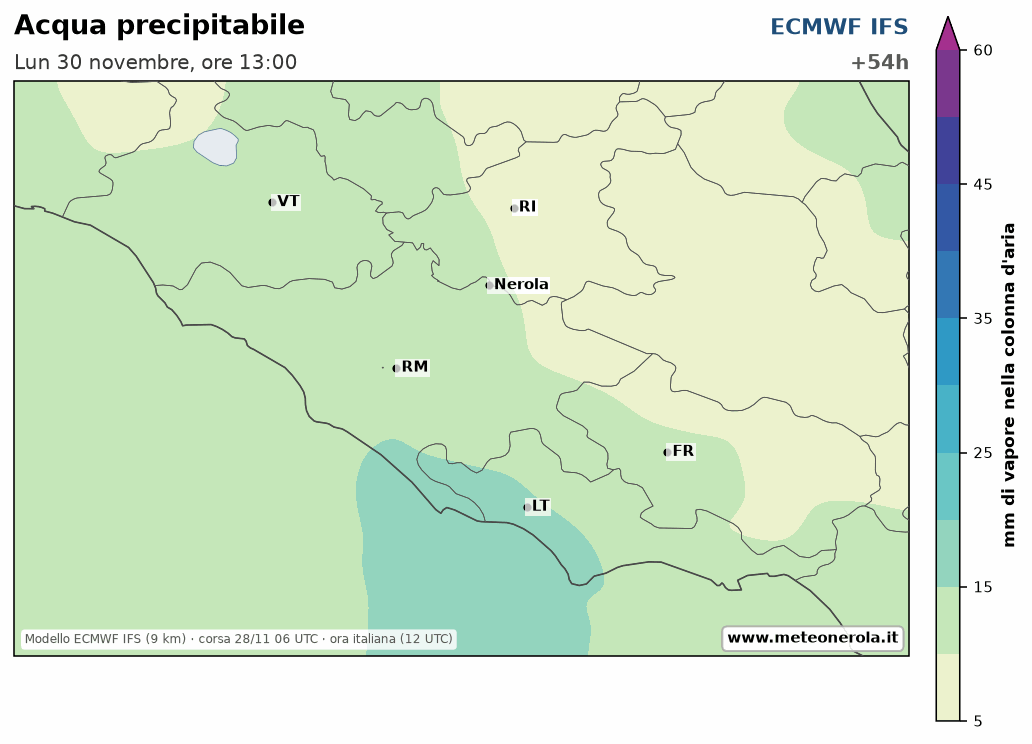 Acqua precipitabile
ECMWF IFS
Lun 30 novembre, ore 13:00
+54h
60
45
35
25
15
5
mm di vapore nella colonna d'aria
VT
RI
Nerola
RM
FR
LT
Modello ECMWF IFS (9 km) · corsa 28/11 06 UTC · ora italiana (12 UTC)
www.meteonerola.it